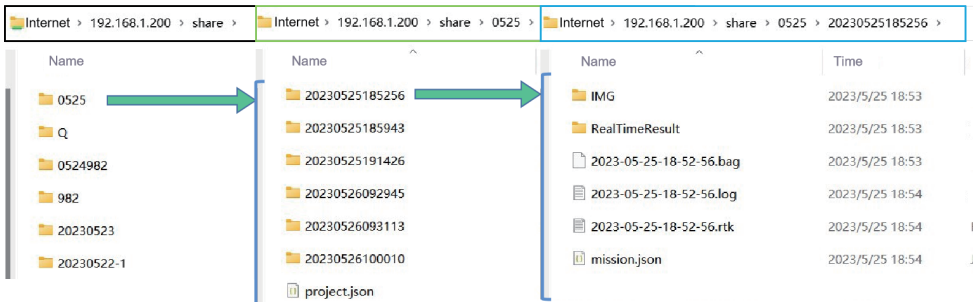 Internet > 192.168.1.200 > share >
Name
0525
Q
0524982
982
20230523
20230522-1
Internet > 192.168.1.200 > share > 0525 >
Name
20230525185256
20230525185943
20230525191426
20230526092945
20230526093113
20230526100010
project.json
Internet > 192.168.1.200 > share > 0525 > 20230525185256 >
Name Time
IMG 2023/5/25 18:53
RealTimeResult 2023/5/25 18:53
2023-05-25-18-52-56.bag 2023/5/25 18:53
2023-05-25-18-52-56.log 2023/5/25 18:54
2023-05-25-18-52-56.rtk 2023/5/25 18:54
mission.json 2023/5/25 18:54